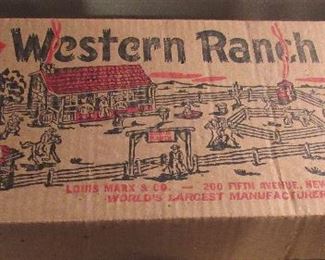 Western Ranch
LOUIS MARX & CO. — 200 FIFTH AVENUE, NEW
WORLD'S LARGEST MANUFACTURER